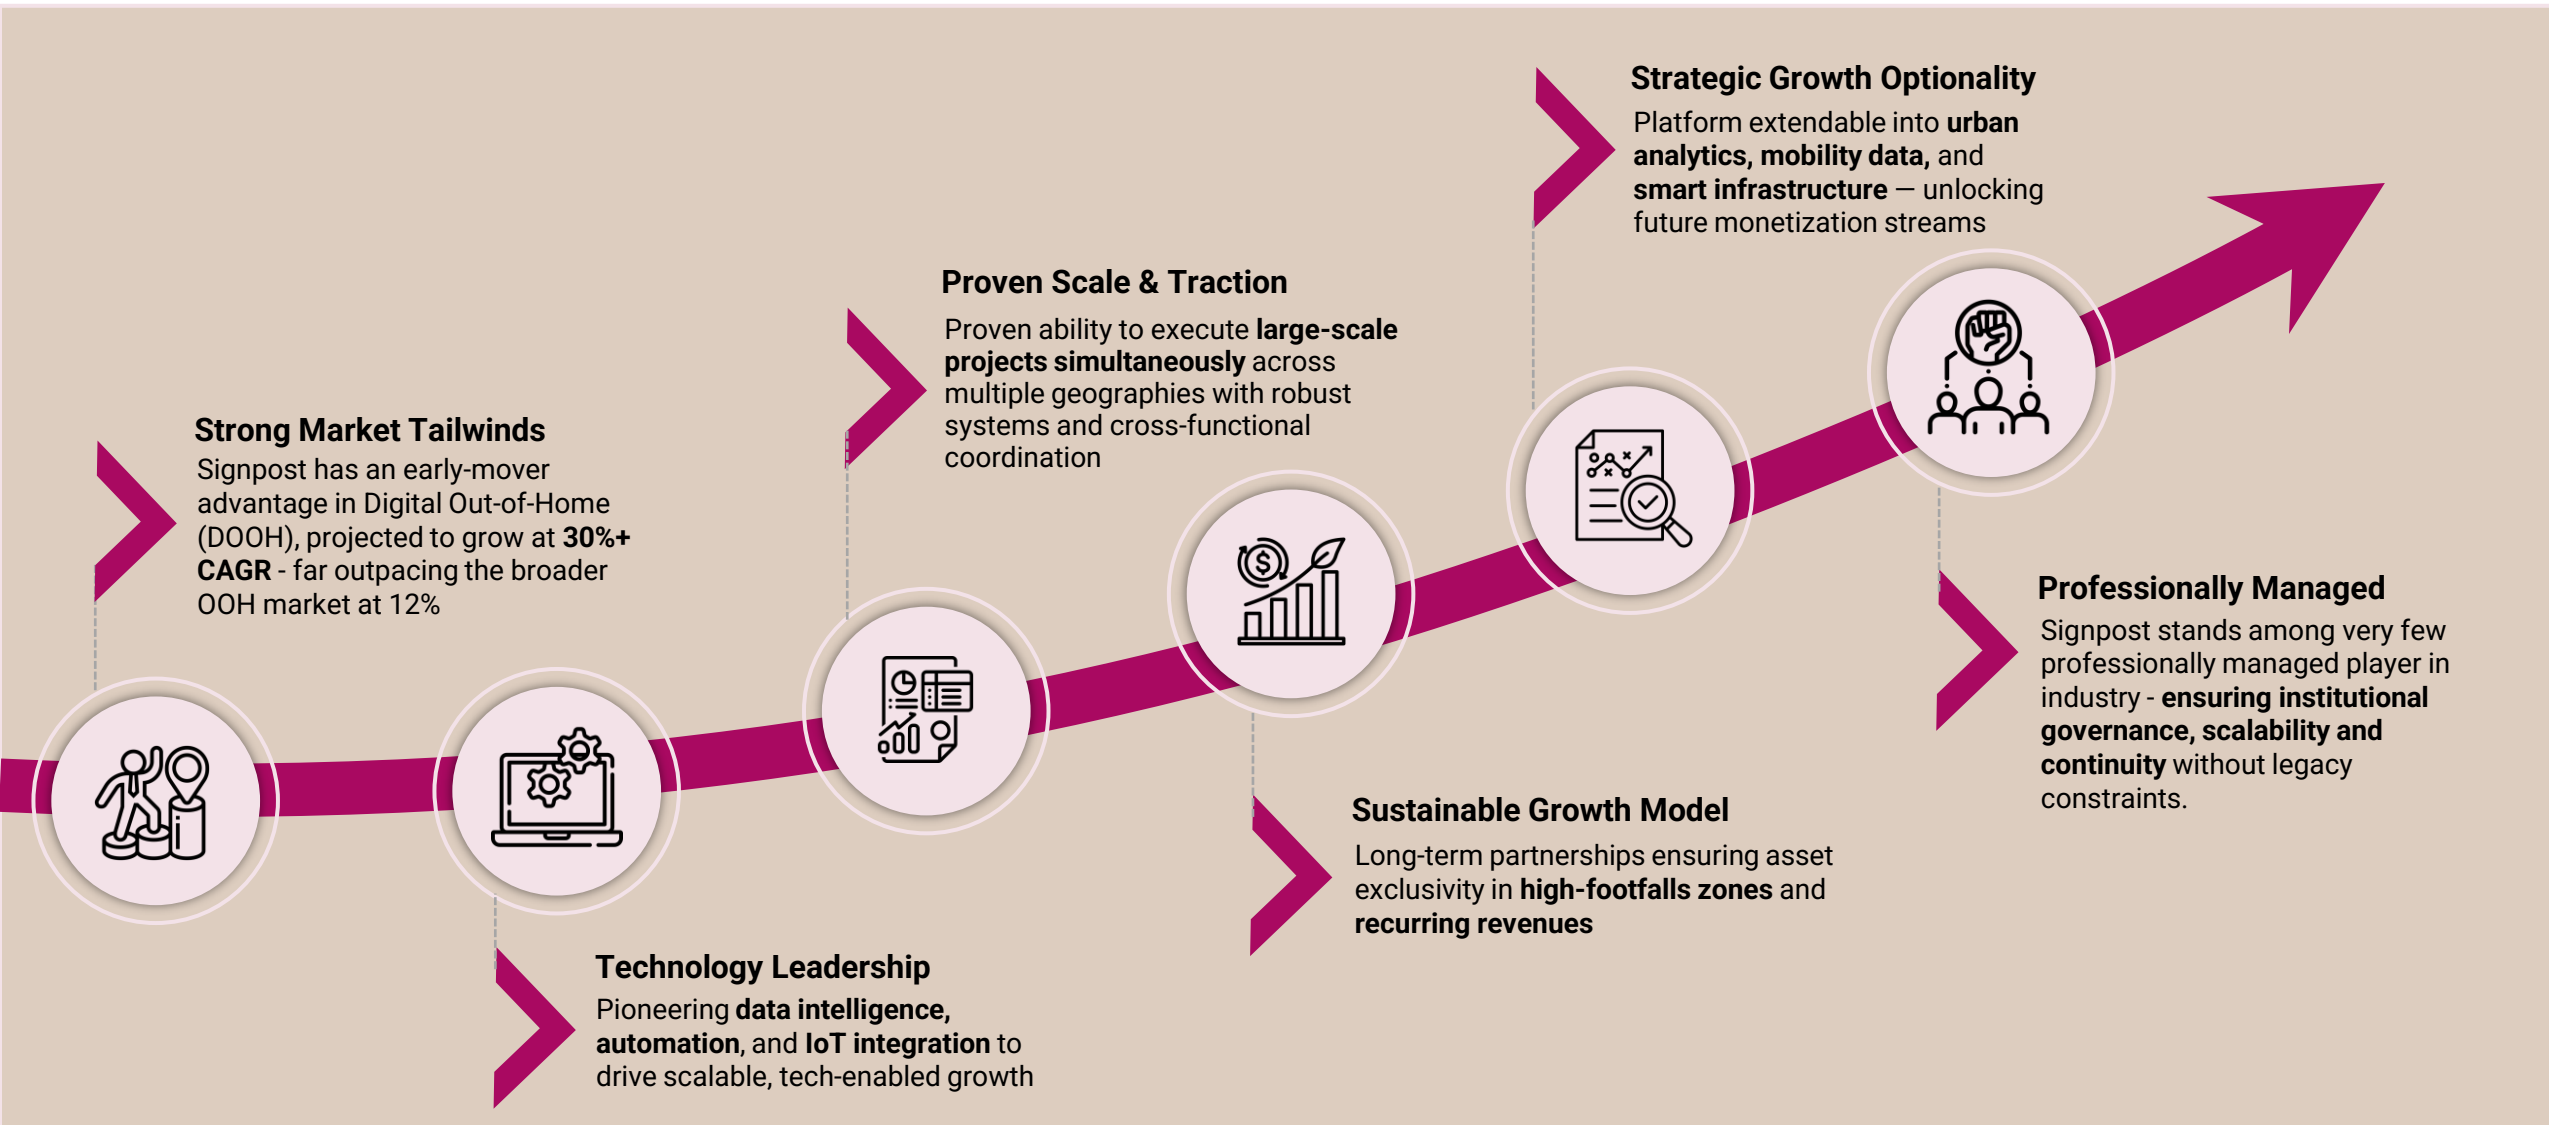 Strong Market Tailwinds
Signpost has an early-mover
advantage in Digital Out-of-Home
(DOOH), projected to grow at 30%+
CAGR - far outpacing the broader
OOH market at 12%
Technology Leadership
Pioneering data intelligence,
automation, and IoT integration to
drive scalable, tech-enabled growth
Proven Scale & Traction
Proven ability to execute large-scale
projects simultaneously across
multiple geographies with robust
systems and cross-functional
coordination
Sustainable Growth Model
Long-term partnerships ensuring asset
exclusivity in high-footfalls zones and
recurring revenues
Strategic Growth Optionality
Platform extendable into urban
analytics, mobility data, and
smart infrastructure — unlocking
future monetization streams
Professionally Managed
Signpost stands among very few
professionally managed player in
industry - ensuring institutional
governance, scalability and
continuity without legacy
constraints.